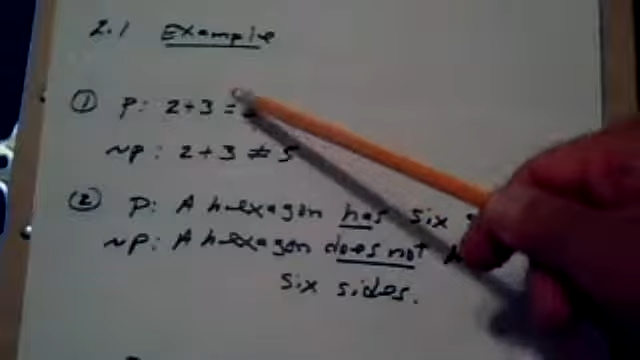 2.1 Example
① P: 2+3 =
~P: 2+3 ≠ 5
② P: A hexagon has six
~P: A hexagon does not
six sides.